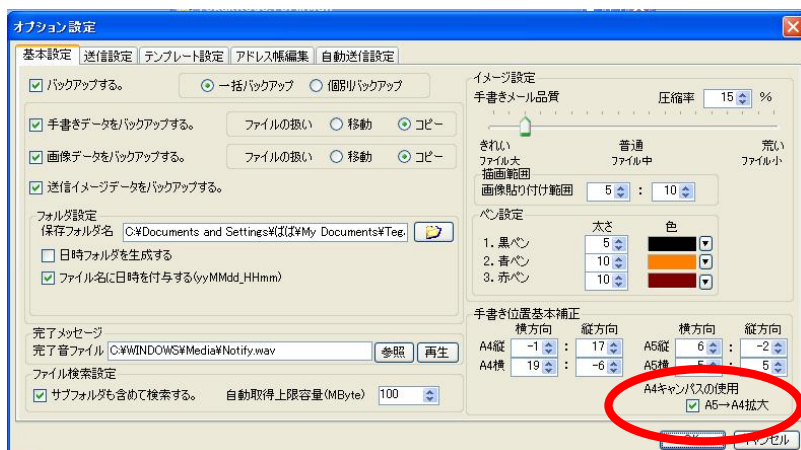 オプション設定
基本設定 送信設定 テンプレート設定 アドレス帳編集 自動送信設定
バックアップする。 一括バックアップ 個別バックアップ
手書きデータをバックアップする。 ファイルの扱い 移動 コピー
画像データをバックアップする。 ファイルの扱い 移動 コピー
送信イメージデータをバックアップする。
フォルダ設定
保存フォルダ名 C:¥Documents and Settings¥ぱぱ¥My Documents¥Teg.
日時フォルダを生成する
ファイル名に日時を付与する(yyMMdd_HHmm)
完了メッセージ
完了音ファイル C:¥WINDOWS¥Media¥Notify.wav 参照 再生
ファイル検索設定
サブフォルダも含めて検索する。 自動取得上限容量(MByte) 100
イメージ設定
手書きメール品質 圧縮率 15 %
きれい 普通 荒い
ファイル大 ファイル中 ファイル小
描画範囲
画像貼り付け範囲 5 : 10
ペン設定
太さ 色
1. 黒ペン 5
2. 青ペン 10
3. 赤ペン 10
手書き位置基本補正
横方向 縦方向 横方向 縦方向
A4縦 -1 : 17 A5縦 6 : -2
A4横 19 : -6 A5横 5 : 5
A4キャンパスの使用
A5→A4拡大
キャンセル